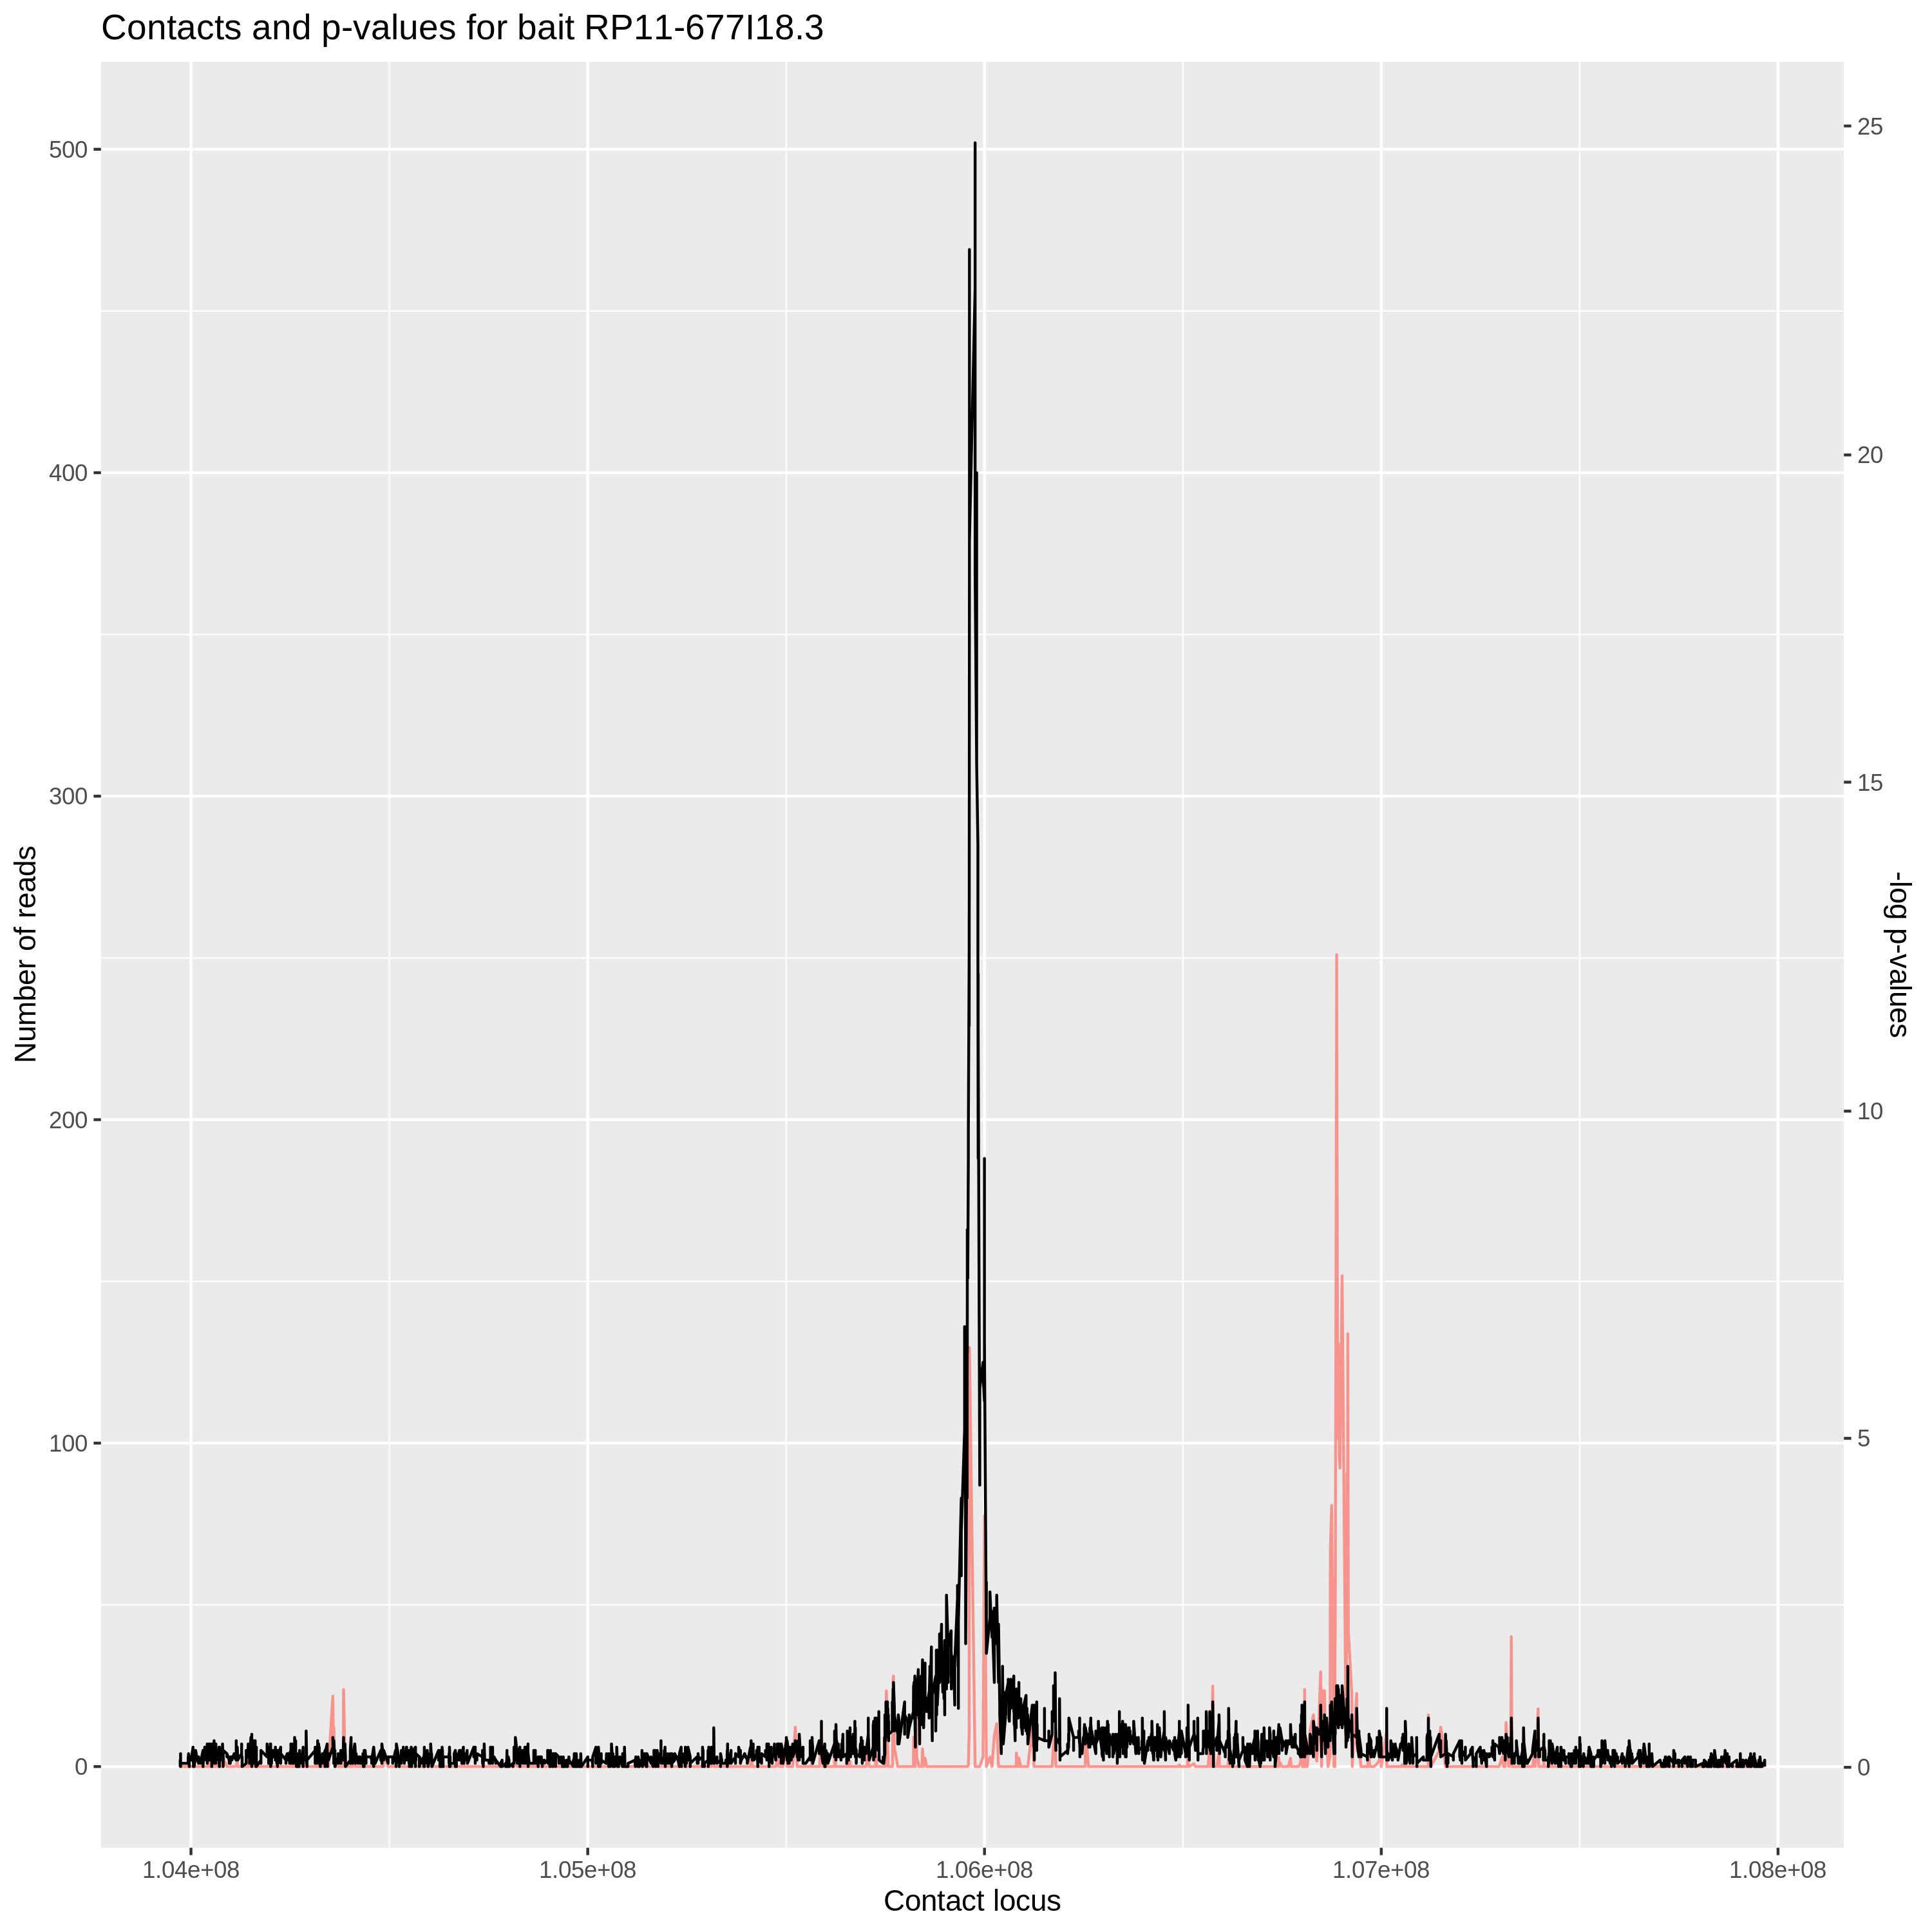 Contacts and p-values for bait RP11-677I18.3
500
400
300
200
100
0
Number of reads
25
20
15
10
5
0
-log p-values
1.04e+08
1.05e+08
1.06e+08
1.07e+08
1.08e+08
Contact locus